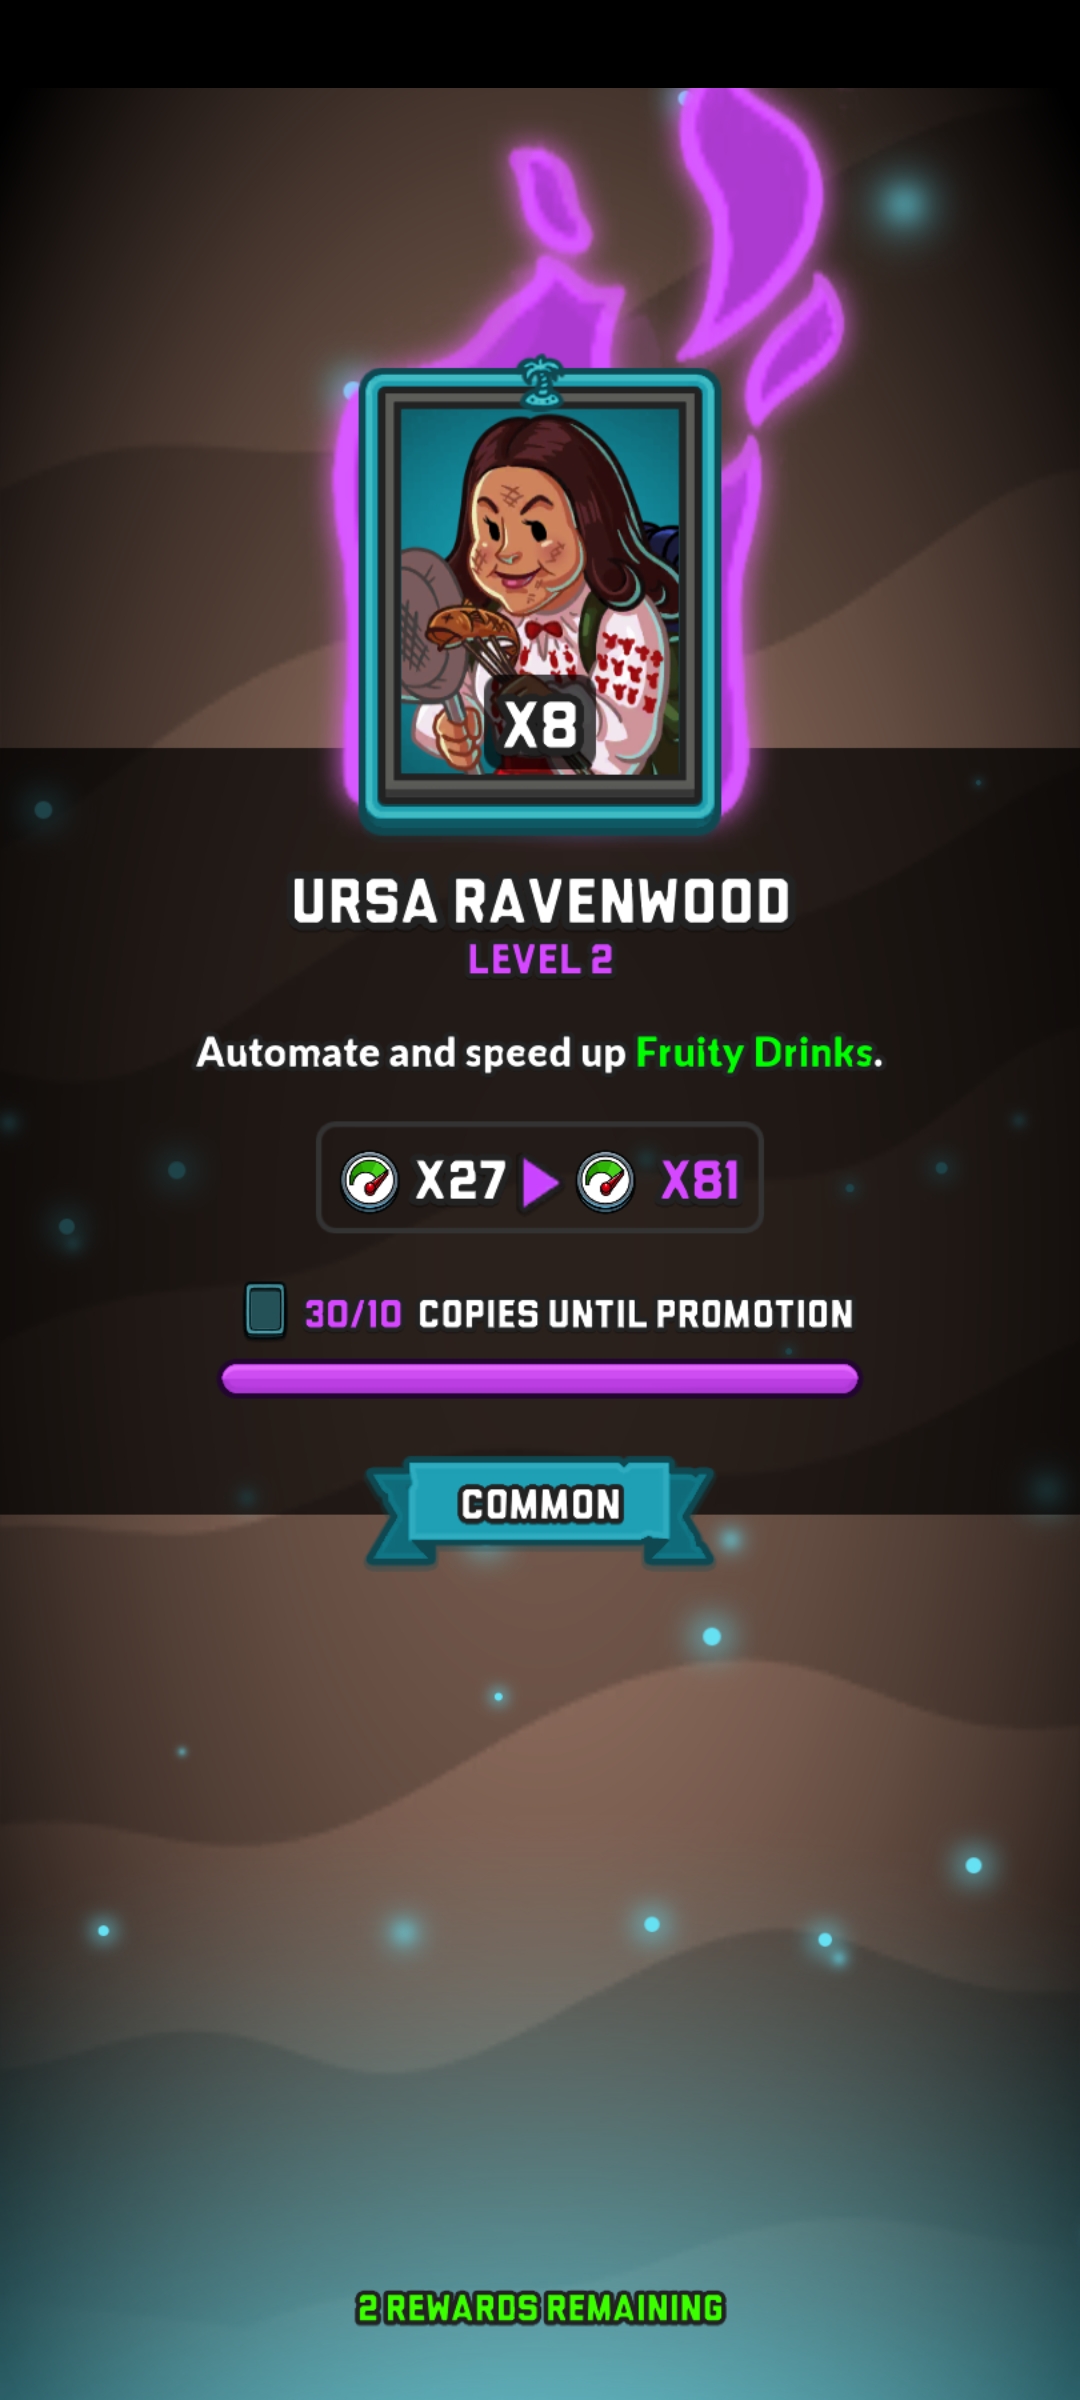 X8
URSA RAVENWOOD
LEVEL 2
Automate and speed up Fruity Drinks.
X27 X81
30/10 COPIES UNTIL PROMOTION
COMMON
2 REWARDS REMAINING